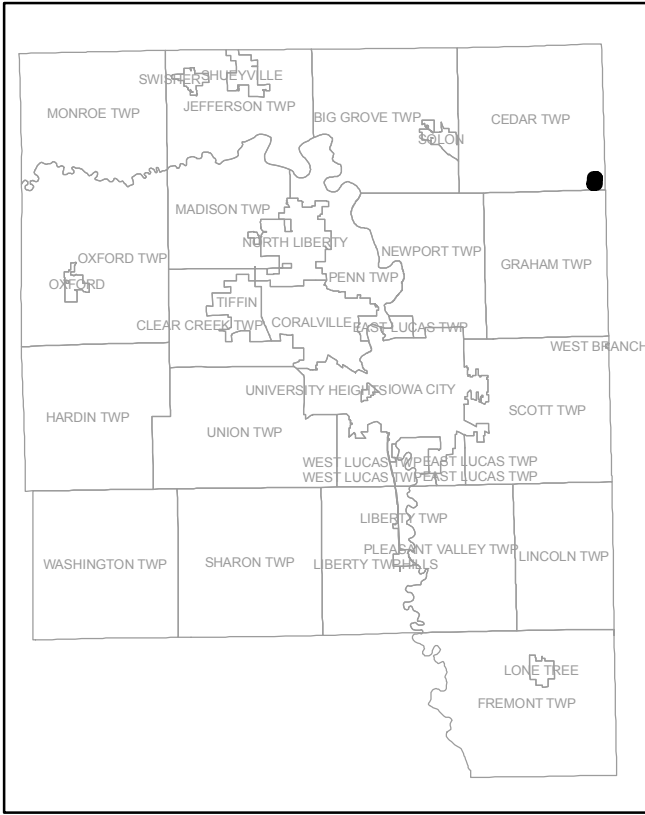 SWISHER
SHUEYVILLE
MONROE TWP
JEFFERSON TWP
BIG GROVE TWP
CEDAR TWP
SOLON
MADISON TWP
NORTH LIBERTY
OXFORD TWP
NEWPORT TWP
GRAHAM TWP
PENN TWP
OXFORD
TIFFIN
CLEAR CREEK TWP
CORALVILLE
EAST LUCAS TWP
WEST BRANCH
UNIVERSITY HEIGHTS
IOWA CITY
HARDIN TWP
SCOTT TWP
UNION TWP
WEST LUCAS TWP
EAST LUCAS TWP
WEST LUCAS TWP
EAST LUCAS TWP
LIBERTY TWP
PLEASANT VALLEY TWP
LINCOLN TWP
WASHINGTON TWP
SHARON TWP
LIBERTY TWP
HILLS
LONE TREE
FREMONT TWP